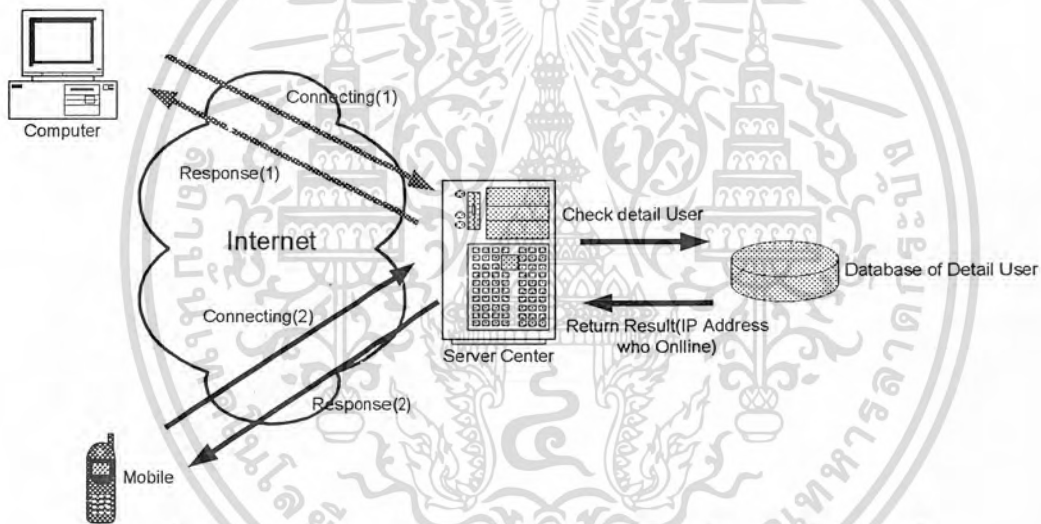 Computer
Connecting(1)
Response(1)
Internet
Check detail User
Database of Detail User
Connecting(2)
Return Result(IP Address
who Onlline)
Server Center
Response(2)
Mobile